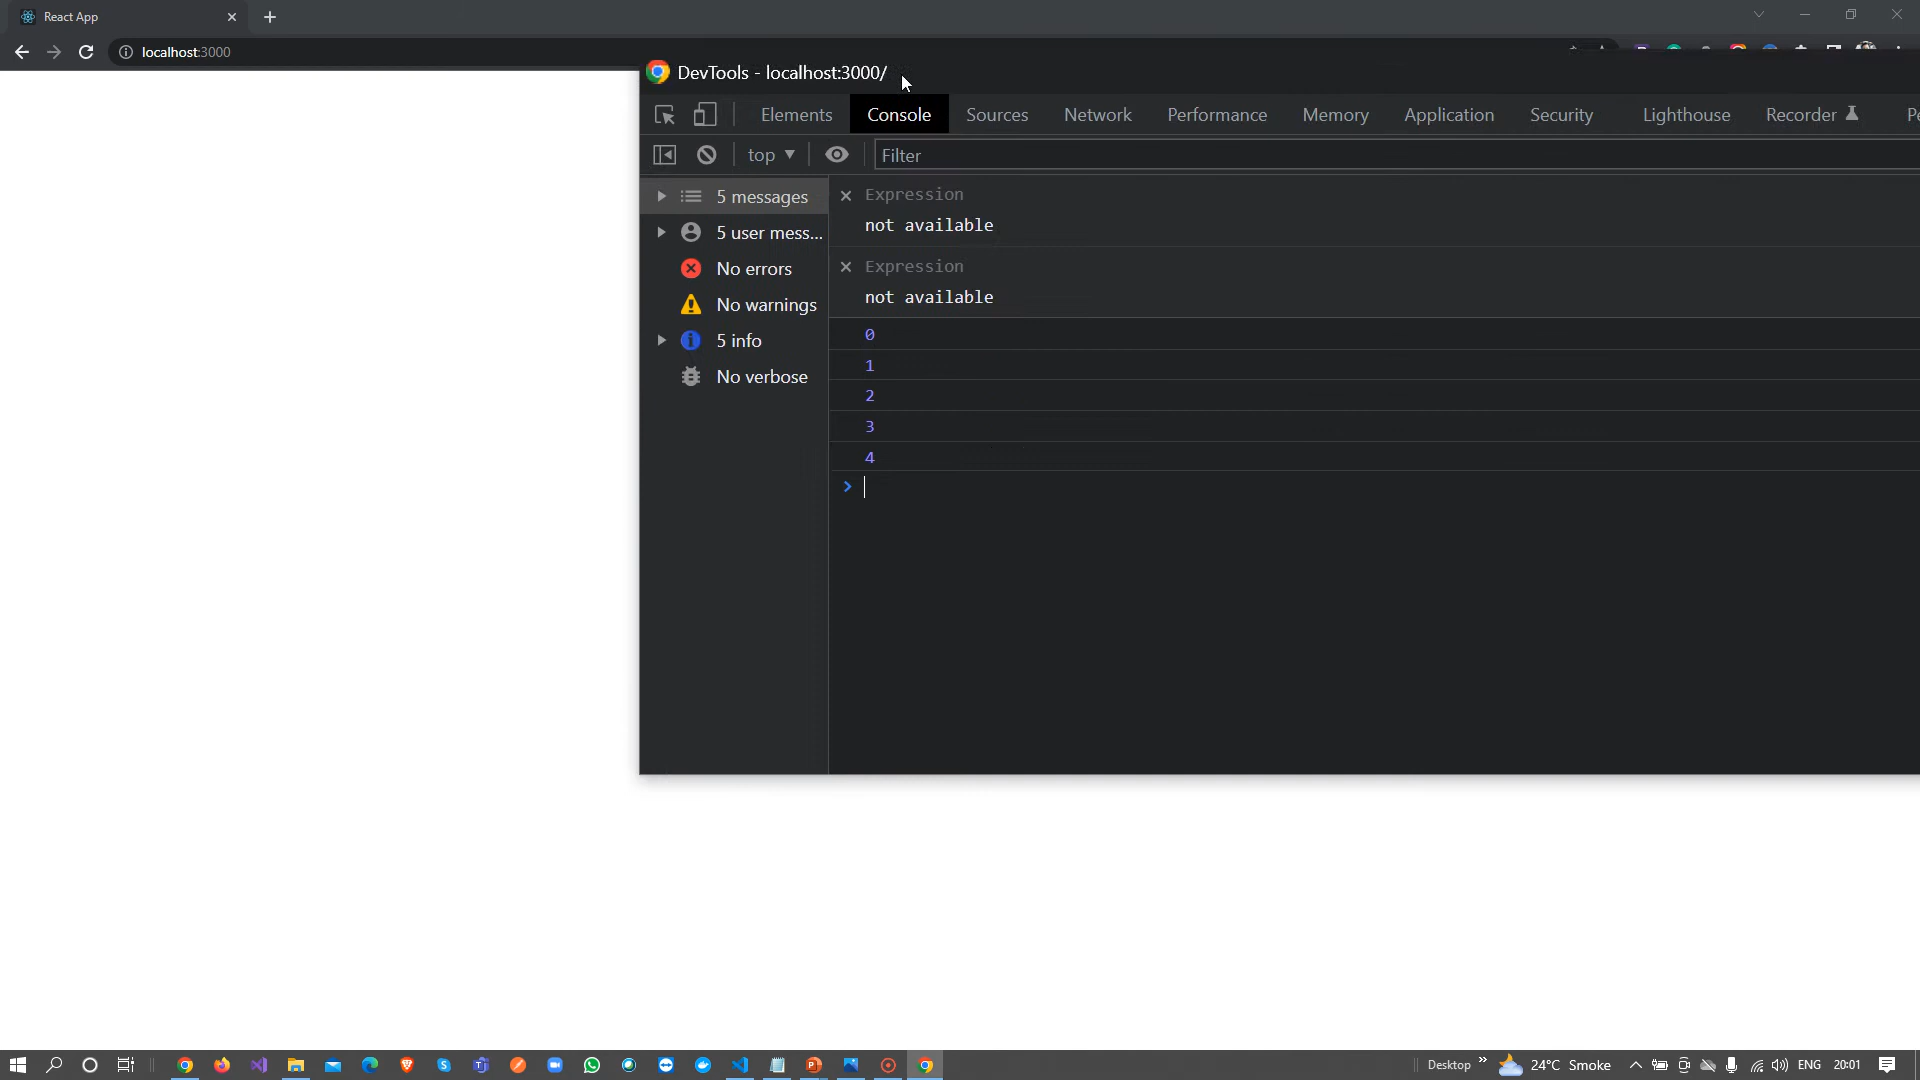 React App
localhost:3000
DevTools - localhost:3000/
Elements
Console
Sources
Network
Performance
Memory
Application
Security
Lighthouse
Recorder
Pe
top
Filter
5 messages
5 user mess...
No errors
No warnings
5 info
No verbose
Expression
not available
Expression
not available
0
1
2
3
4
Desktop
24°C Smoke
ENG
20:01